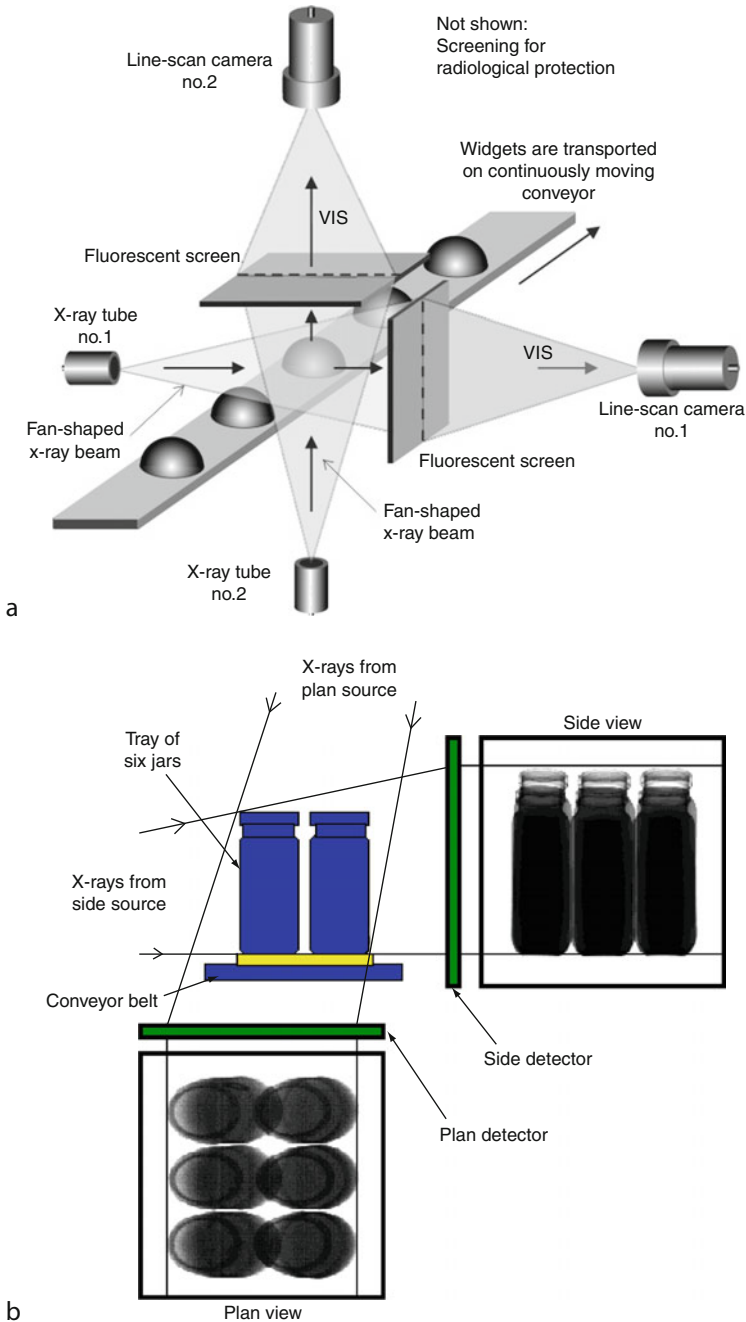 Not shown:
Screening for
radiological protection
Line-scan camera
no.2
Widgets are transported
on continuously moving
conveyor
VIS
Fluorescent screen
X-ray tube
no.1
VIS
Line-scan camera
no.1
Fan-shaped
x-ray beam
Fluorescent screen
Fan-shaped
x-ray beam
X-ray tube
no.2
a
X-rays from
plan source
Side view
Tray of
six jars
X-rays from
side source
Conveyor belt
Side detector
Plan detector
Plan view
b